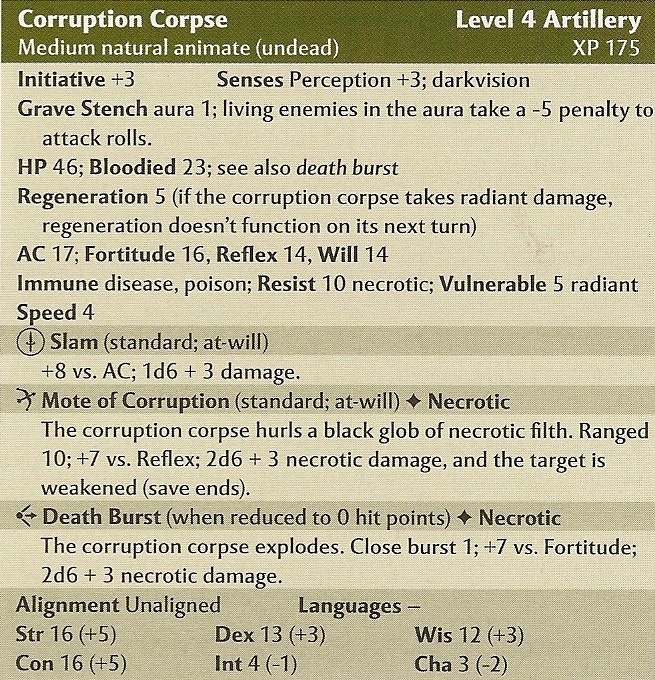 Corruption Corpse Level 4 Artillery
Medium natural animate (undead) XP 175
Initiative +3 Senses Perception +3; darkvision
Grave Stench aura 1; living enemies in the aura take a -5 penalty to
attack rolls.
HP 46; Bloodied 23; see also death burst
Regeneration 5 (if the corruption corpse takes radiant damage,
regeneration doesn't function on its next turn)
AC 17; Fortitude 16, Reflex 14, Will 14
Immune disease, poison; Resist 10 necrotic; Vulnerable 5 radiant
Speed 4
Slam (standard; at-will)
+8 vs. AC; 1d6 + 3 damage.
Mote of Corruption (standard; at-will) ✦ Necrotic
The corruption corpse hurls a black glob of necrotic filth. Ranged
10; +7 vs. Reflex; 2d6 + 3 necrotic damage, and the target is
weakened (save ends).
Death Burst (when reduced to 0 hit points) ✦ Necrotic
The corruption corpse explodes. Close burst 1; +7 vs. Fortitude;
2d6 + 3 necrotic damage.
Alignment Unaligned Languages –
Str 16 (+5) Dex 13 (+3) Wis 12 (+3)
Con 16 (+5) Int 4 (-1) Cha 3 (-2)